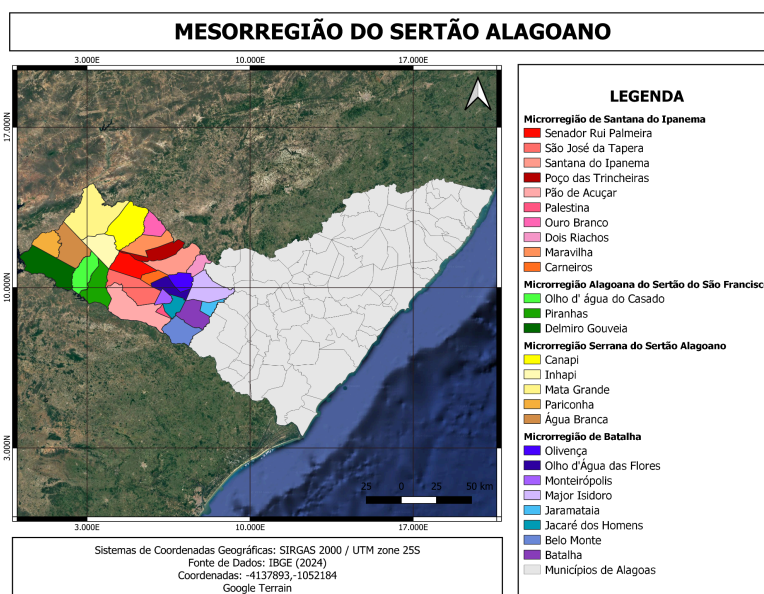 MESORREGIÃO DO SERTÃO ALAGOANO
3.000E 10.000E 17.000E
17.000N
10.000N
3.000N
25 0 25 50 km
3.000E 10.000E 17.000E
LEGENDA
Microrregião de Santana do Ipanema
Senador Rui Palmeira
São José da Tapera
Santana do Ipanema
Poço das Trincheiras
Pão de Acuçar
Palestina
Ouro Branco
Dois Riachos
Maravilha
Carneiros
Microrregião Alagoana do Sertão do São Francisc
Olho d' água do Casado
Piranhas
Delmiro Gouveia
Microrregião Serrana do Sertão Alagoano
Canapi
Inhapi
Mata Grande
Pariconha
Água Branca
Microrregião de Batalha
Olivença
Olho d'Água das Flores
Monteirópolis
Major Isidoro
Jaramataia
Jacaré dos Homens
Belo Monte
Batalha
Municípios de Alagoas
Sistemas de Coordenadas Geográficas: SIRGAS 2000 / UTM zone 25S
Fonte de Dados: IBGE (2024)
Coordenadas: -4137893,-1052184
Google Terrain